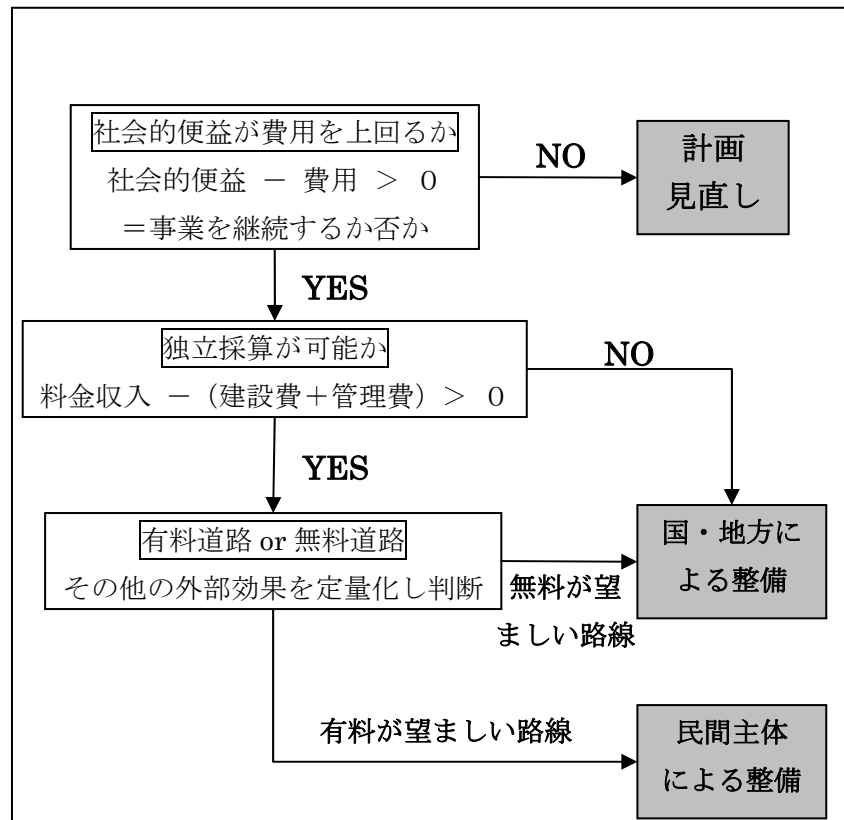 社会的便益が費用を上回るか
社会的便益 － 費用 ＞ 0
＝事業を継続するか否か
NO
計画
見直し
YES
独立採算が可能か
料金収入 －（建設費＋管理費）＞ 0
NO
YES
有料道路 or 無料道路
その他の外部効果を定量化し判断
無料が望
ましい路線
国・地方に
よる整備
有料が望ましい路線
民間主体
による整備